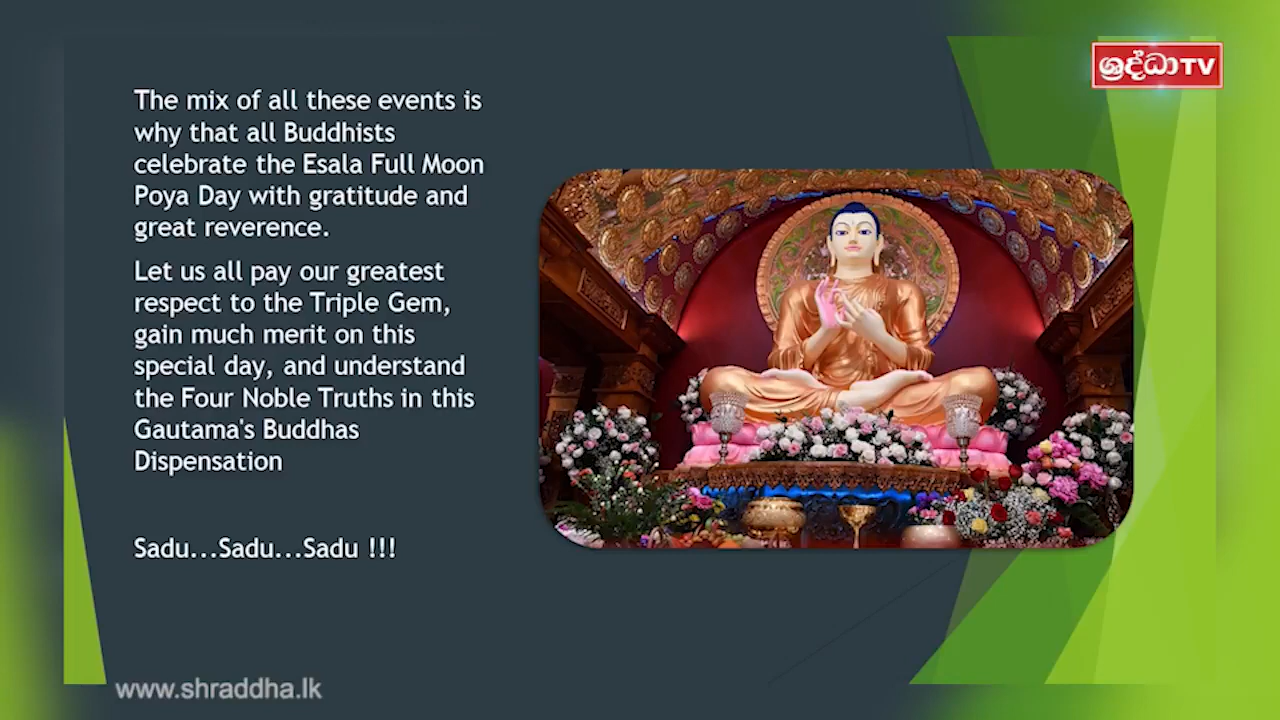 ශ්‍රද්ධා TV
The mix of all these events is
why that all Buddhists
celebrate the Esala Full Moon
Poya Day with gratitude and
great reverence.
Let us all pay our greatest
respect to the Triple Gem,
gain much merit on this
special day, and understand
the Four Noble Truths in this
Gautama's Buddhas
Dispensation
Sadu...Sadu...Sadu !!!
www.shraddha.lk